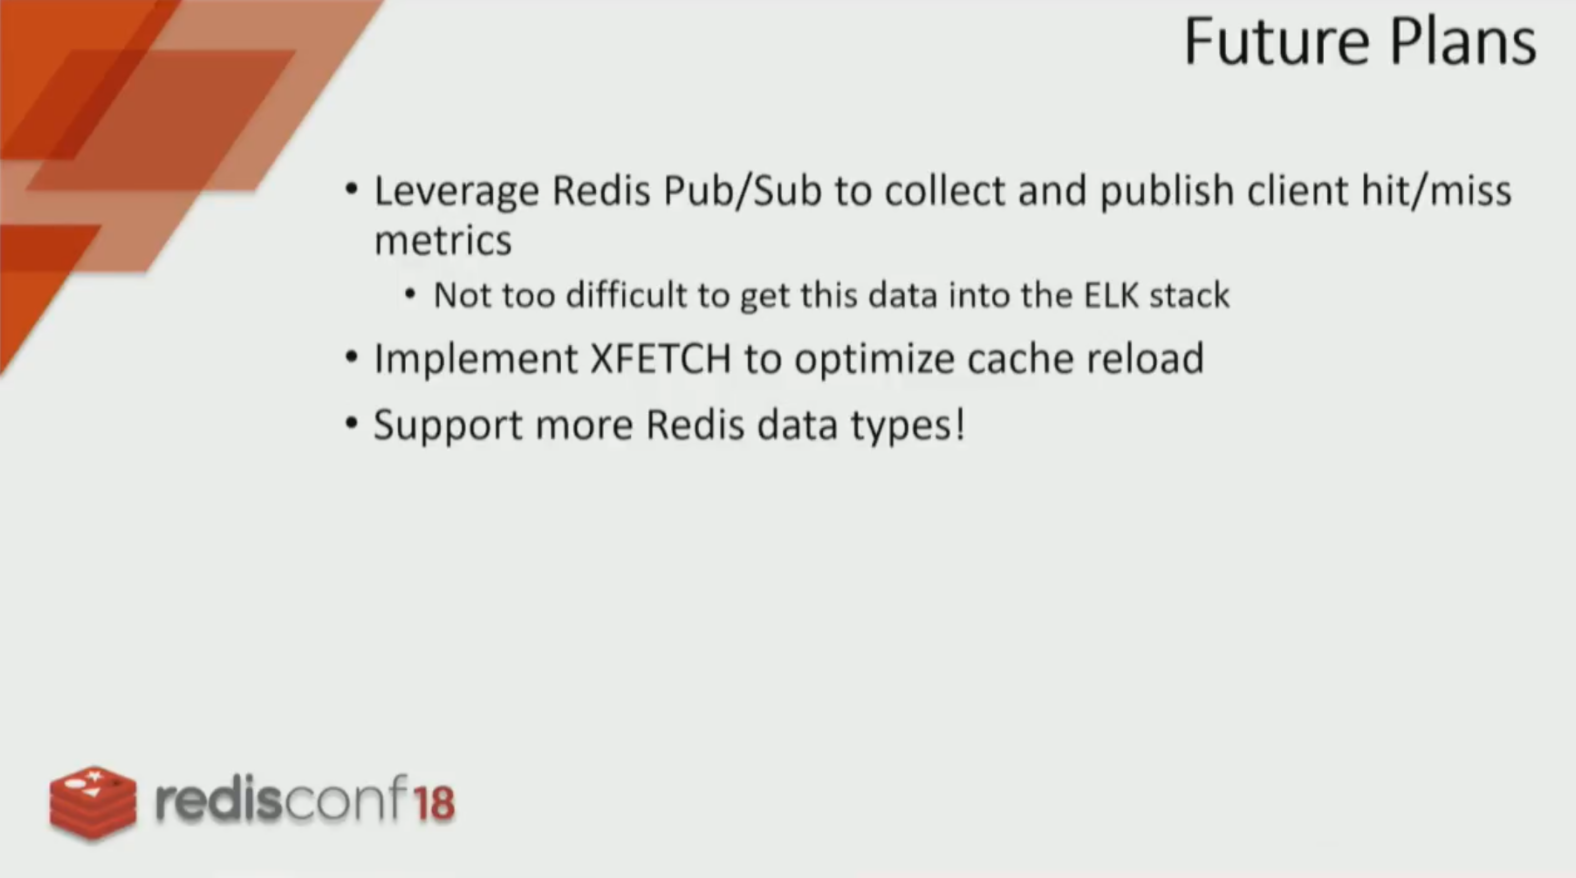 Future Plans
• Leverage Redis Pub/Sub to collect and publish client hit/miss
metrics
• Not too difficult to get this data into the ELK stack
• Implement XFETCH to optimize cache reload
• Support more Redis data types!
redisconf18